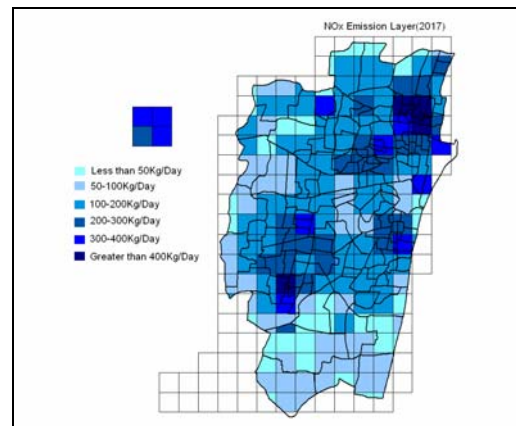 NOx Emission Layer(2017)
Less than 50Kg/Day
50-100Kg/Day
100-200Kg/Day
200-300Kg/Day
300-400Kg/Day
Greater than 400Kg/Day